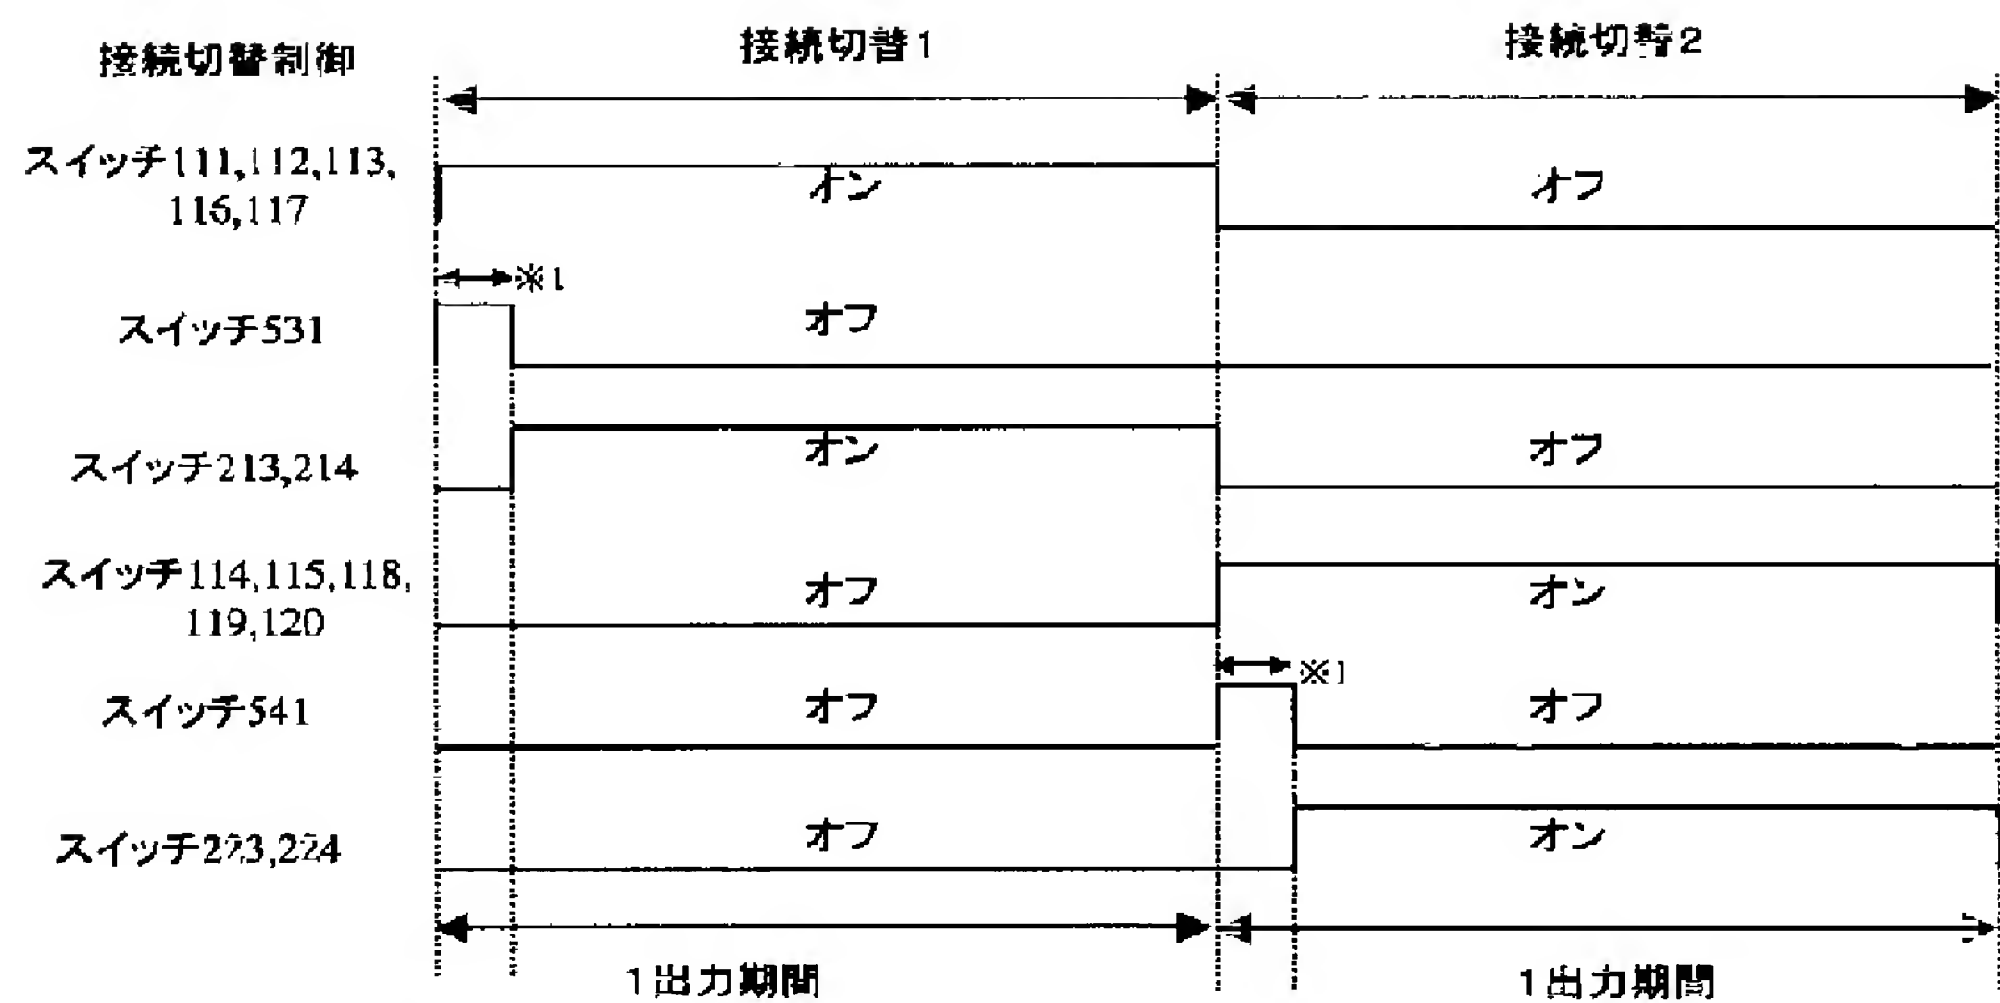 接続切替制御
接続切替1
接続切替2
スイッチ111,112,113,
116,117
オン
オフ
※1
スイッチ531
オフ
スイッチ213,214
オン
オフ
スイッチ114,115,118,
119,120
オフ
オン
※1
スイッチ541
オフ
オフ
スイッチ223,224
オフ
オン
1出力期間
1出力期間